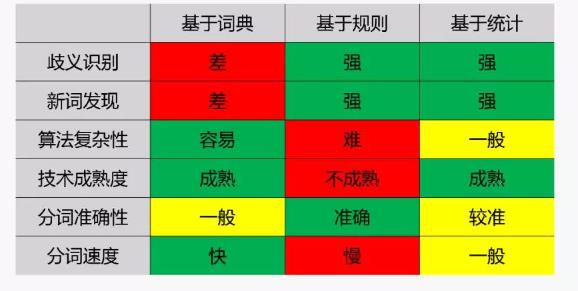 基于词典 基于规则 基于统计
歧义识别 差 强 强
新词发现 差 强 强
算法复杂性 容易 难 一般
技术成熟度 成熟 不成熟 成熟
分词准确性 一般 准确 较准
分词速度 快 慢 一般